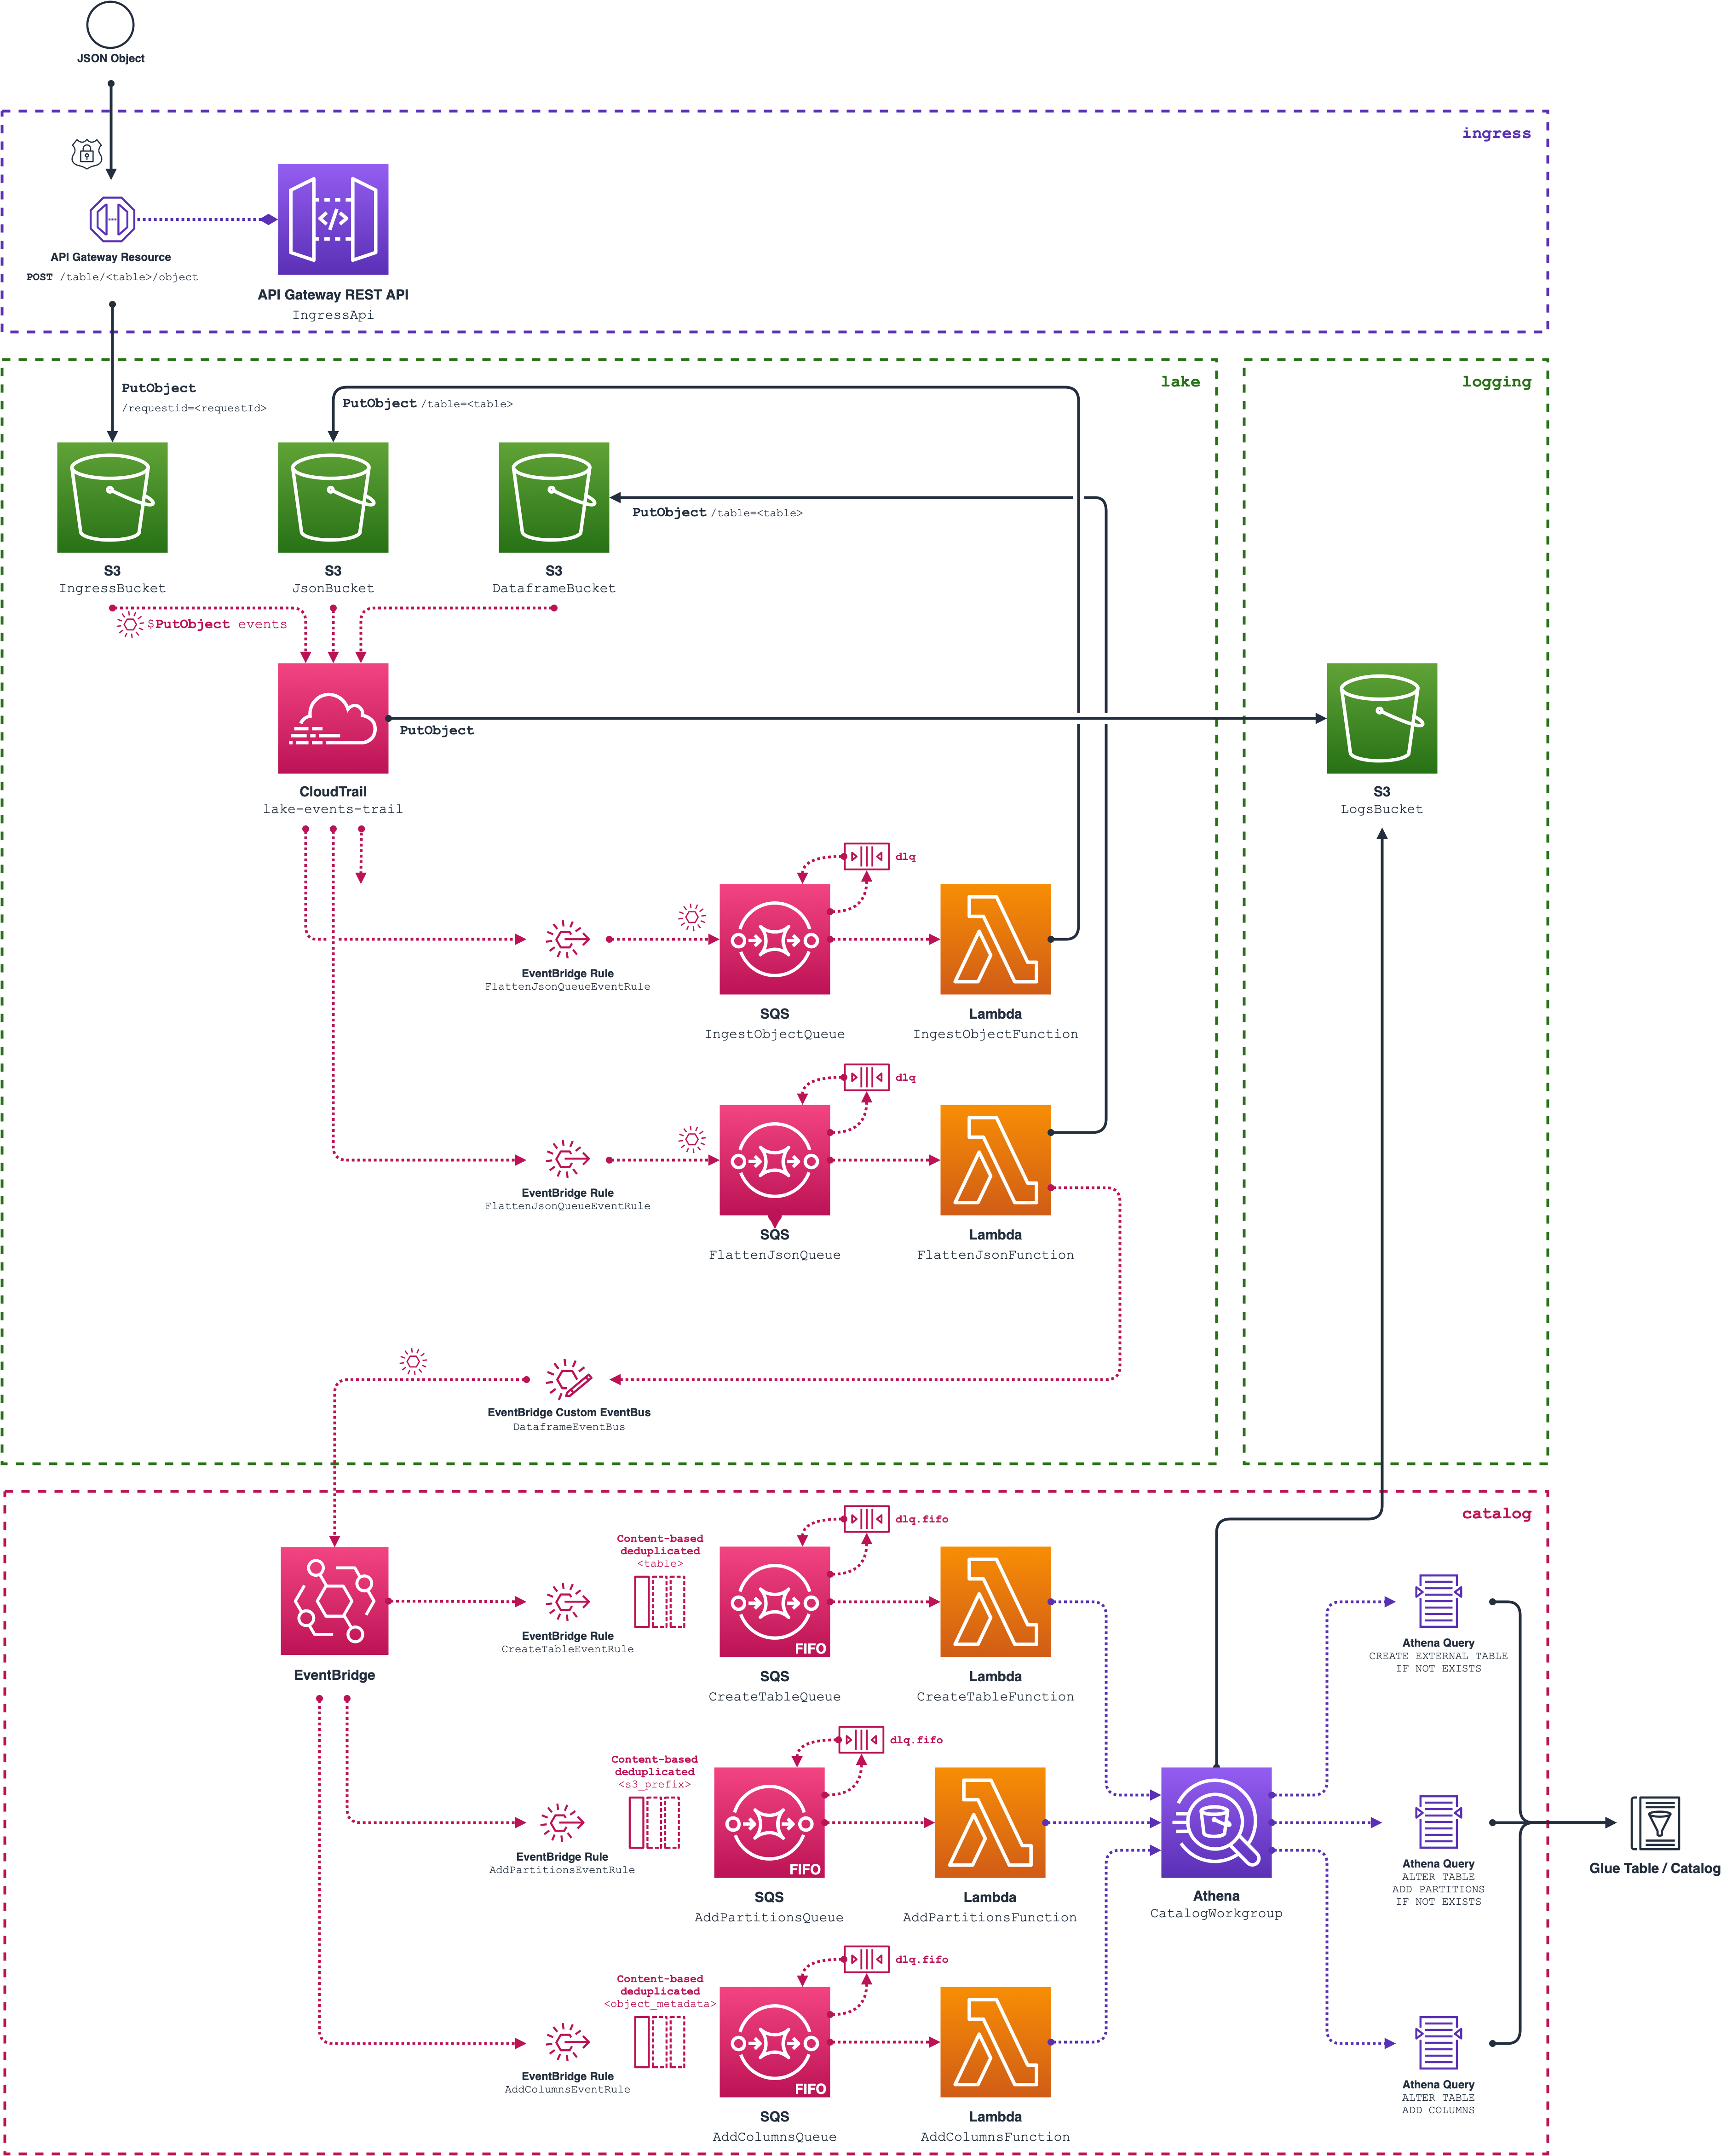 JSON Object
ingress
API Gateway Resource
POST /table/<table>/object
API Gateway REST API
IngressApi
lake
logging
PutObject
/requestid=<requestId>
PutObject /table=<table>
PutObject /table=<table>
S3
IngressBucket
S3
JsonBucket
S3
DataframeBucket
$PutObject events
PutObject
CloudTrail
lake-events-trail
S3
LogsBucket
dlq
EventBridge Rule
FlattenJsonQueueEventRule
SQS
IngestObjectQueue
Lambda
IngestObjectFunction
dlq
EventBridge Rule
FlattenJsonQueueEventRule
SQS
FlattenJsonQueue
Lambda
FlattenJsonFunction
EventBridge Custom EventBus
DataframeEventBus
catalog
dlq.fifo
Content-based
deduplicated
<table>
EventBridge
EventBridge Rule
CreateTableEventRule
FIFO
SQS
CreateTableQueue
Lambda
CreateTableFunction
Athena Query
CREATE EXTERNAL TABLE
IF NOT EXISTS
dlq.fifo
Content-based
deduplicated
<s3_prefix>
EventBridge Rule
AddPartitionsEventRule
FIFO
SQS
AddPartitionsQueue
Lambda
AddPartitionsFunction
Athena
CatalogWorkgroup
Athena Query
ALTER TABLE
ADD PARTITIONS
IF NOT EXISTS
Glue Table / Catalog
dlq.fifo
Content-based
deduplicated
<object_metadata>
EventBridge Rule
AddColumnsEventRule
FIFO
SQS
AddColumnsQueue
Lambda
AddColumnsFunction
Athena Query
ALTER TABLE
ADD COLUMNS